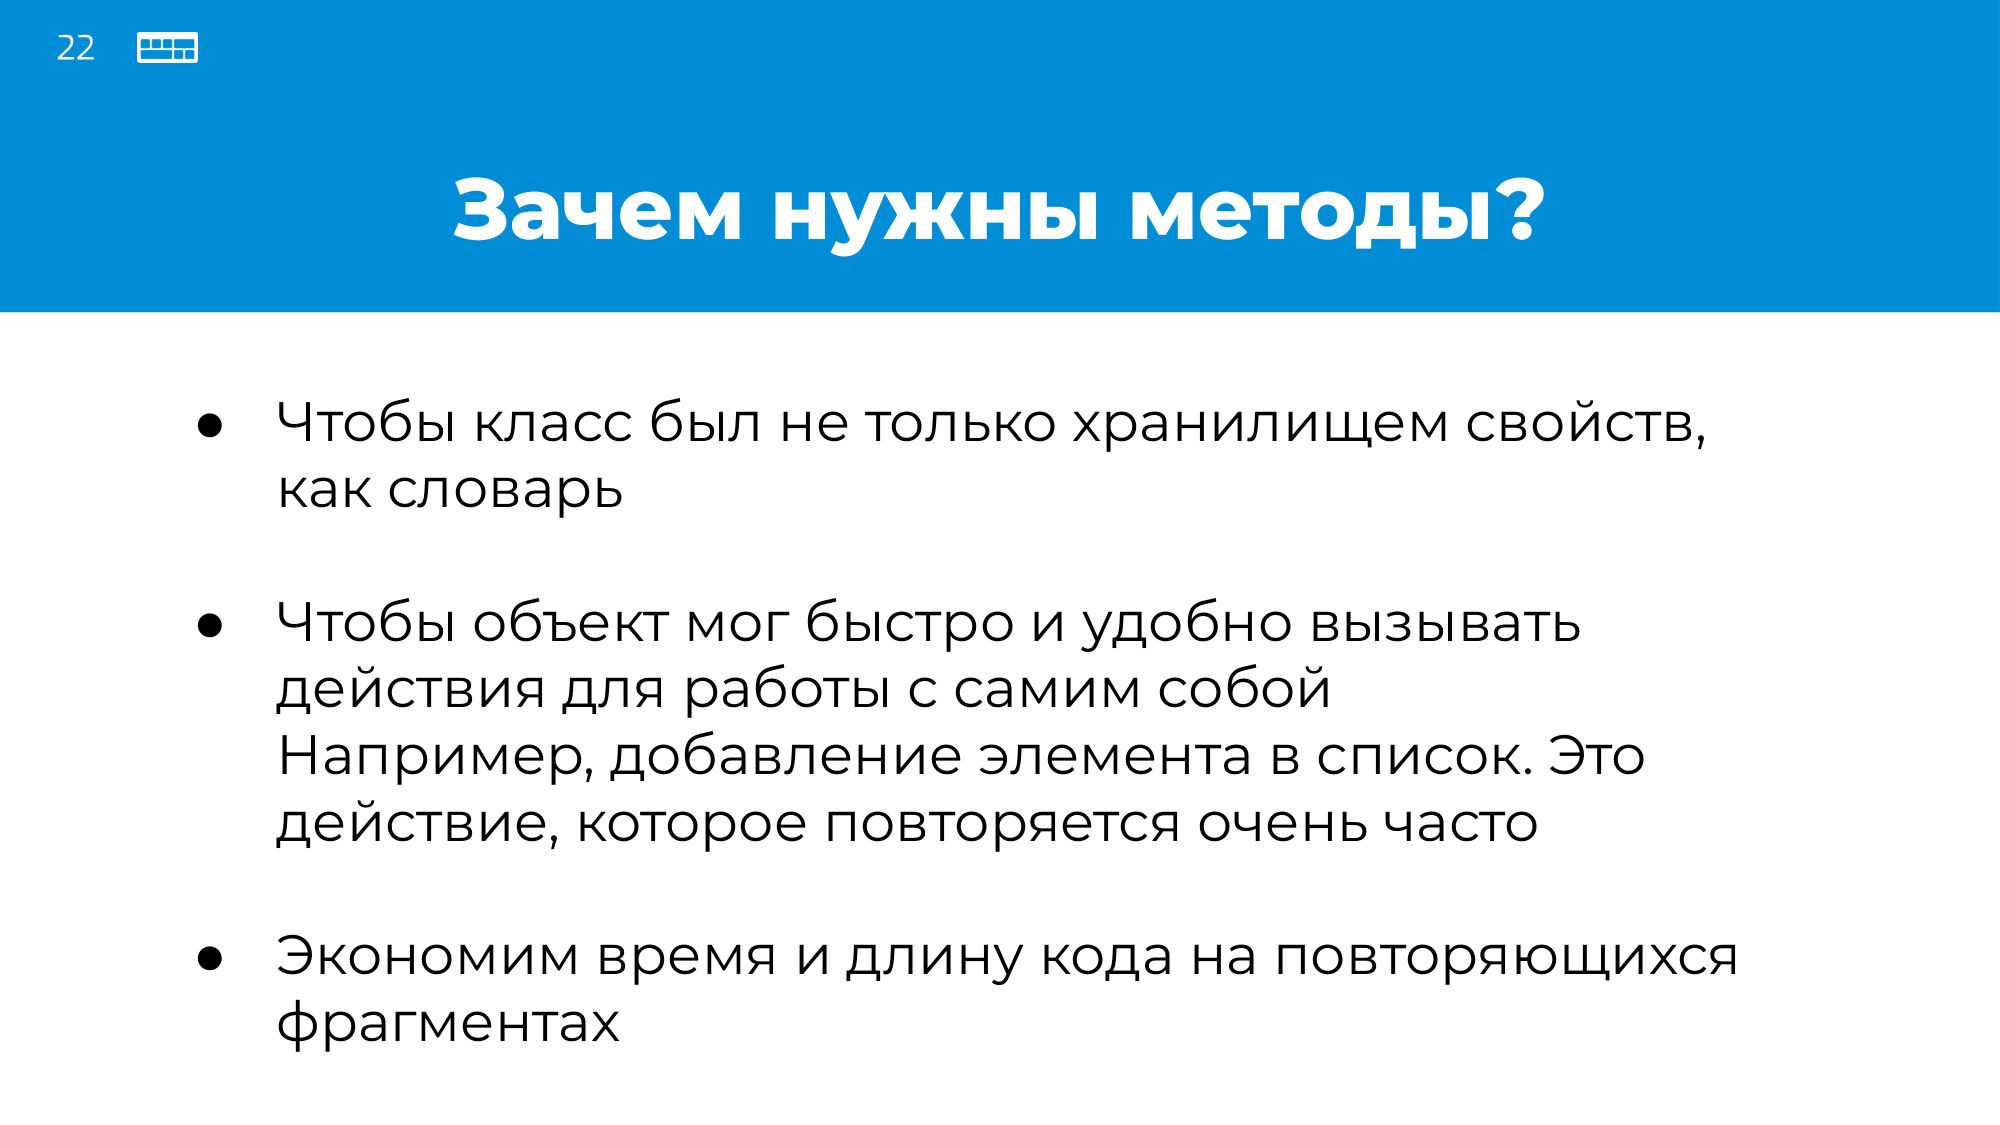 22
Зачем нужны методы?
● Чтобы класс был не только хранилищем свойств,
как словарь
● Чтобы объект мог быстро и удобно вызывать
действия для работы с самим собой
Например, добавление элемента в список. Это
действие, которое повторяется очень часто
● Экономим время и длину кода на повторяющихся
фрагментах